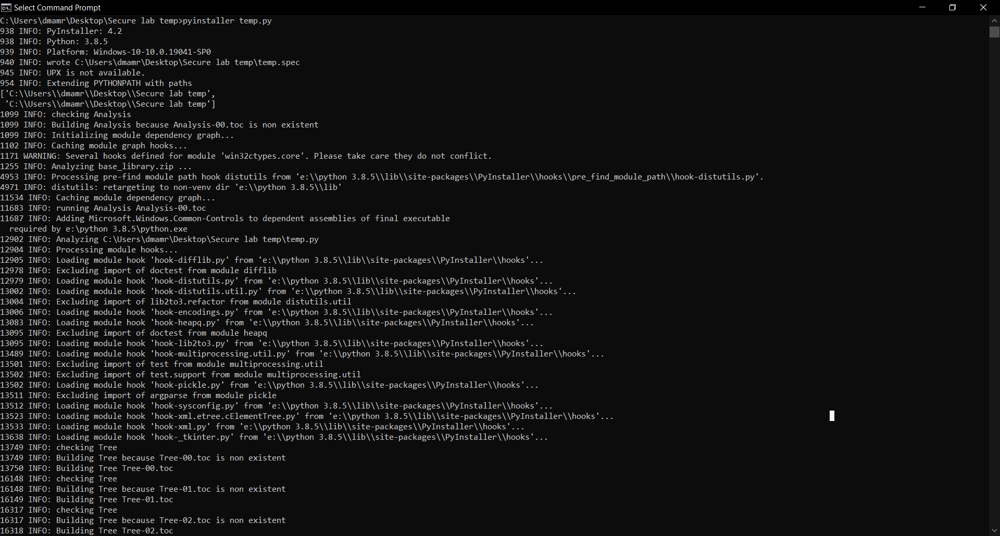 Select Command Prompt
C:\Users\dmamr\Desktop\Secure lab temp>pyinstaller temp.py
938 INFO: PyInstaller: 4.2
938 INFO: Python: 3.8.5
939 INFO: Platform: Windows-10-10.0.19041-SP0
940 INFO: wrote C:\Users\dmamr\Desktop\Secure lab temp\temp.spec
945 INFO: UPX is not available.
954 INFO: Extending PYTHONPATH with paths
['C:\\Users\\dmamr\\Desktop\\Secure lab temp',
 'C:\\Users\\dmamr\\Desktop\\Secure lab temp']
1099 INFO: checking Analysis
1099 INFO: Building Analysis because Analysis-00.toc is non existent
1099 INFO: Initializing module dependency graph...
1102 INFO: Caching module graph hooks...
1171 WARNING: Several hooks defined for module 'win32ctypes.core'. Please take care they do not conflict.
1255 INFO: Analyzing base_library.zip ...
4953 INFO: Processing pre-find module path hook distutils from 'e:\\python 3.8.5\\lib\\site-packages\\PyInstaller\\hooks\\pre_find_module_path\\hook-distutils.py'.
4971 INFO: distutils: retargeting to non-venv dir 'e:\\python 3.8.5\\lib'
11534 INFO: Caching module dependency graph...
11683 INFO: running Analysis Analysis-00.toc
11687 INFO: Adding Microsoft.Windows.Common-Controls to dependent assemblies of final executable
  required by e:\python 3.8.5\python.exe
12902 INFO: Analyzing C:\Users\dmamr\Desktop\Secure lab temp\temp.py
12904 INFO: Processing module hooks...
12905 INFO: Loading module hook 'hook-difflib.py' from 'e:\\python 3.8.5\\lib\\site-packages\\PyInstaller\\hooks'...
12978 INFO: Excluding import of doctest from module difflib
12979 INFO: Loading module hook 'hook-distutils.py' from 'e:\\python 3.8.5\\lib\\site-packages\\PyInstaller\\hooks'...
13002 INFO: Loading module hook 'hook-distutils.util.py' from 'e:\\python 3.8.5\\lib\\site-packages\\PyInstaller\\hooks'...
13004 INFO: Excluding import of lib2to3.refactor from module distutils.util
13006 INFO: Loading module hook 'hook-encodings.py' from 'e:\\python 3.8.5\\lib\\site-packages\\PyInstaller\\hooks'...
13083 INFO: Loading module hook 'hook-heapq.py' from 'e:\\python 3.8.5\\lib\\site-packages\\PyInstaller\\hooks'...
13095 INFO: Excluding import of doctest from module heapq
13095 INFO: Loading module hook 'hook-lib2to3.py' from 'e:\\python 3.8.5\\lib\\site-packages\\PyInstaller\\hooks'...
13489 INFO: Loading module hook 'hook-multiprocessing.util.py' from 'e:\\python 3.8.5\\lib\\site-packages\\PyInstaller\\hooks'...
13501 INFO: Excluding import of test from module multiprocessing.util
13502 INFO: Excluding import of test.support from module multiprocessing.util
13502 INFO: Loading module hook 'hook-pickle.py' from 'e:\\python 3.8.5\\lib\\site-packages\\PyInstaller\\hooks'...
13511 INFO: Excluding import of argparse from module pickle
13512 INFO: Loading module hook 'hook-sysconfig.py' from 'e:\\python 3.8.5\\lib\\site-packages\\PyInstaller\\hooks'...
13523 INFO: Loading module hook 'hook-xml.etree.cElementTree.py' from 'e:\\python 3.8.5\\lib\\site-packages\\PyInstaller\\hooks'...
13533 INFO: Loading module hook 'hook-xml.py' from 'e:\\python 3.8.5\\lib\\site-packages\\PyInstaller\\hooks'...
13638 INFO: Loading module hook 'hook-_tkinter.py' from 'e:\\python 3.8.5\\lib\\site-packages\\PyInstaller\\hooks'...
13749 INFO: checking Tree
13749 INFO: Building Tree because Tree-00.toc is non existent
13750 INFO: Building Tree Tree-00.toc
16148 INFO: checking Tree
16148 INFO: Building Tree because Tree-01.toc is non existent
16149 INFO: Building Tree Tree-01.toc
16317 INFO: checking Tree
16317 INFO: Building Tree because Tree-02.toc is non existent
16318 INFO: Building Tree Tree-02.toc